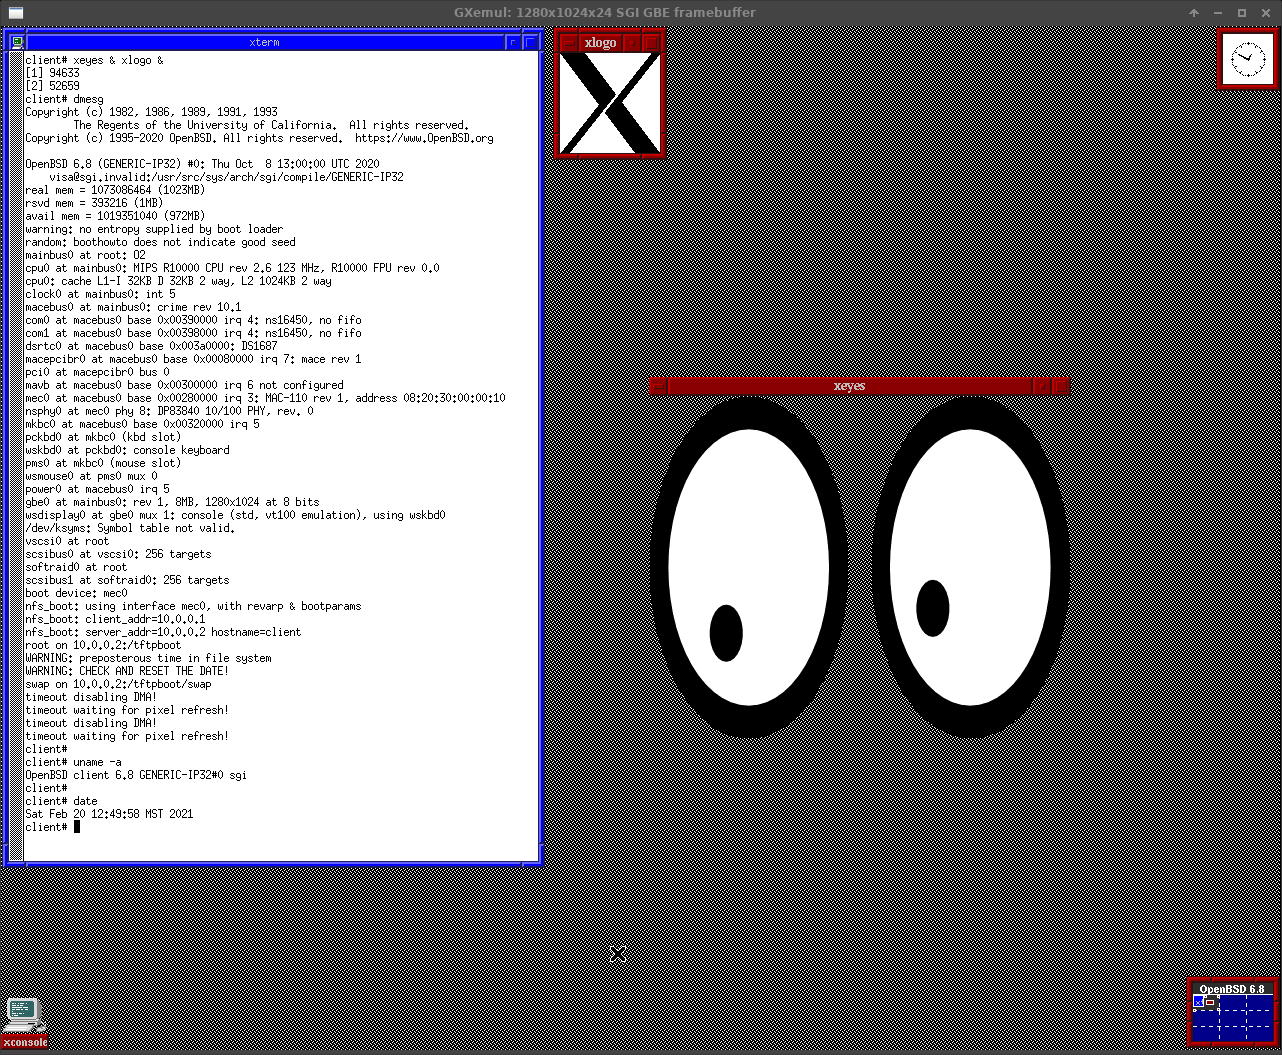 GXemul: 1280x1024x24 SGI GBE framebuffer
xterm
client# xeyes & xlogo &
[1] 94633
[2] 52659
client# dmesg
Copyright (c) 1982, 1986, 1989, 1991, 1993
        The Regents of the University of California.  All rights reserved.
Copyright (c) 1995-2020 OpenBSD. All rights reserved.  https://www.OpenBSD.org
OpenBSD 6.8 (GENERIC-IP32) #0: Thu Oct  8 13:00:00 UTC 2020
    visa@sgi.invalid:/usr/src/sys/arch/sgi/compile/GENERIC-IP32
real mem = 1073086464 (1023MB)
rsvd mem = 393216 (1MB)
avail mem = 1019351040 (972MB)
warning: no entropy supplied by boot loader
random: boothowto does not indicate good seed
mainbus0 at root: O2
cpu0 at mainbus0: MIPS R10000 CPU rev 2.6 123 MHz, R10000 FPU rev 0.0
cpu0: cache L1-I 32KB D 32KB 2 way, L2 1024KB 2 way
clock0 at mainbus0: int 5
macebus0 at mainbus0: crime rev 10.1
com0 at macebus0 base 0x00390000 irq 4: ns16450, no fifo
com1 at macebus0 base 0x00398000 irq 4: ns16450, no fifo
dsrtc0 at macebus0 base 0x003a0000: DS1687
macepcibr0 at macebus0 base 0x00080000 irq 7: mace rev 1
pci0 at macepcibr0 bus 0
mavb at macebus0 base 0x00300000 irq 6 not configured
mec0 at macebus0 base 0x00280000 irq 3: MAC-110 rev 1, address 08:20:30:00:00:10
nsphy0 at mec0 phy 8: DP83840 10/100 PHY, rev. 0
mkbc0 at macebus0 base 0x00320000 irq 5
pckbd0 at mkbc0 (kbd slot)
wskbd0 at pckbd0: console keyboard
pms0 at mkbc0 (mouse slot)
wsmouse0 at pms0 mux 0
power0 at macebus0 irq 5
gbe0 at mainbus0: rev 1, 8MB, 1280x1024 at 8 bits
wsdisplay0 at gbe0 mux 1: console (std, vt100 emulation), using wskbd0
/dev/ksyms: Symbol table not valid.
vscsi0 at root
scsibus0 at vscsi0: 256 targets
softraid0 at root
scsibus1 at softraid0: 256 targets
boot device: mec0
nfs_boot: using interface mec0, with revarp & bootparams
nfs_boot: client_addr=10.0.0.1
nfs_boot: server_addr=10.0.0.2 hostname=client
root on 10.0.0.2:/tftpboot
WARNING: preposterous time in file system
WARNING: CHECK AND RESET THE DATE!
swap on 10.0.0.2:/tftpboot/swap
timeout disabling DMA!
timeout waiting for pixel refresh!
timeout disabling DMA!
timeout waiting for pixel refresh!
client#
client# uname -a
OpenBSD client 6.8 GENERIC-IP32#0 sgi
client#
client# date
Sat Feb 20 12:49:58 MST 2021
client#
xlogo
xeyes
xconsole
OpenBSD 6.8